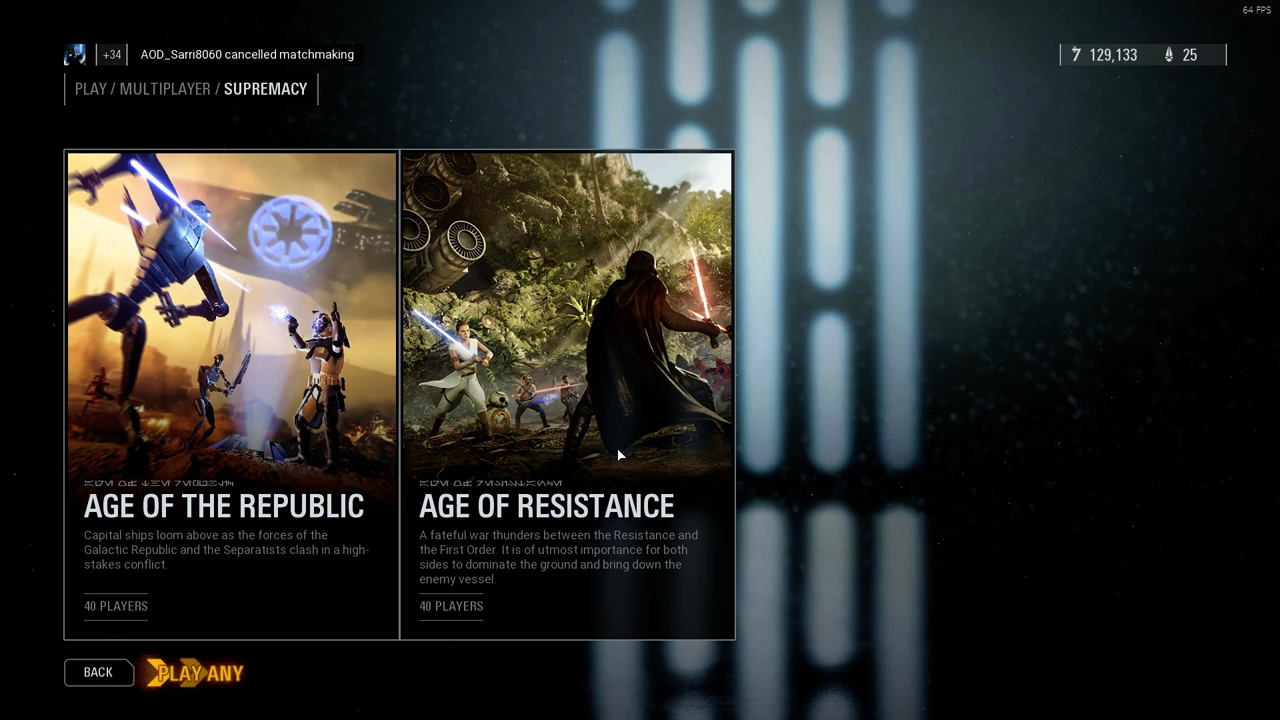 64 FPS
+34 AOD_Sarri8060 cancelled matchmaking
129,133 25
PLAY / MULTIPLAYER / SUPREMACY
AGE OF THE REPUBLIC
Capital ships loom above as the forces of the
Galactic Republic and the Separatists clash in a high-
stakes conflict.
40 PLAYERS
AGE OF RESISTANCE
A fateful war thunders between the Resistance and
the First Order. It is of utmost importance for both
sides to dominate the ground and bring down the
enemy vessel.
40 PLAYERS
BACK
PLAY ANY